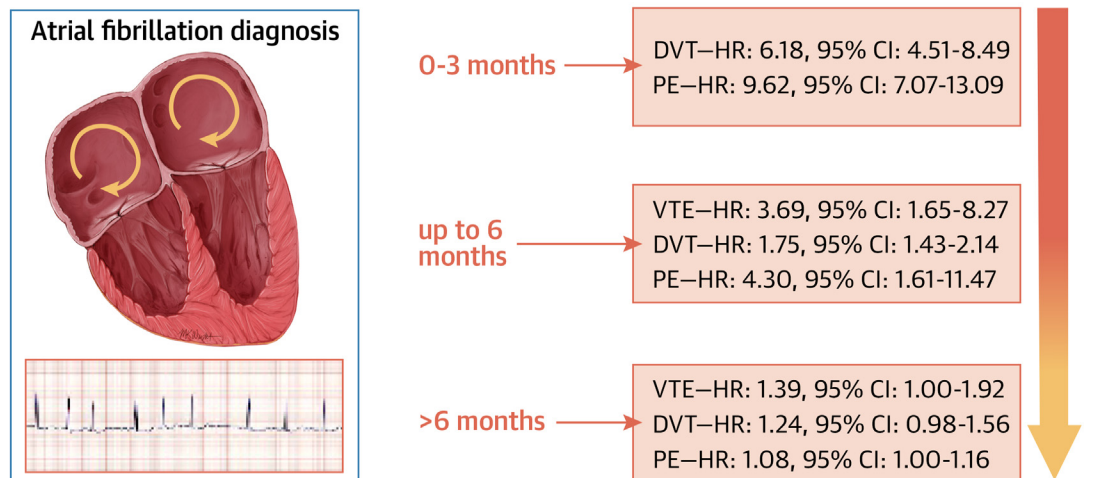 Atrial fibrillation diagnosis
0-3 months
DVT—HR: 6.18, 95% CI: 4.51-8.49
PE—HR: 9.62, 95% CI: 7.07-13.09
up to 6
months
VTE—HR: 3.69, 95% CI: 1.65-8.27
DVT—HR: 1.75, 95% CI: 1.43-2.14
PE—HR: 4.30, 95% CI: 1.61-11.47
>6 months
VTE—HR: 1.39, 95% CI: 1.00-1.92
DVT—HR: 1.24, 95% CI: 0.98-1.56
PE—HR: 1.08, 95% CI: 1.00-1.16